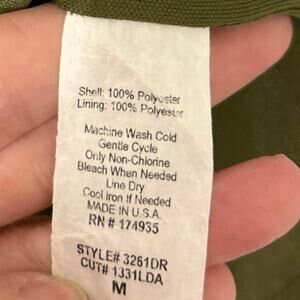 Shell: 100% Polyester
Lining: 100% Polyester
Machine Wash Cold
Gentle Cycle
Only Non-Chlorine
Bleach When Needed
Line Dry
Cool Iron If Needed
MADE IN U.S.A.
RN # 174935
STYLE# 3261DR
CUT# 1331LDA
M